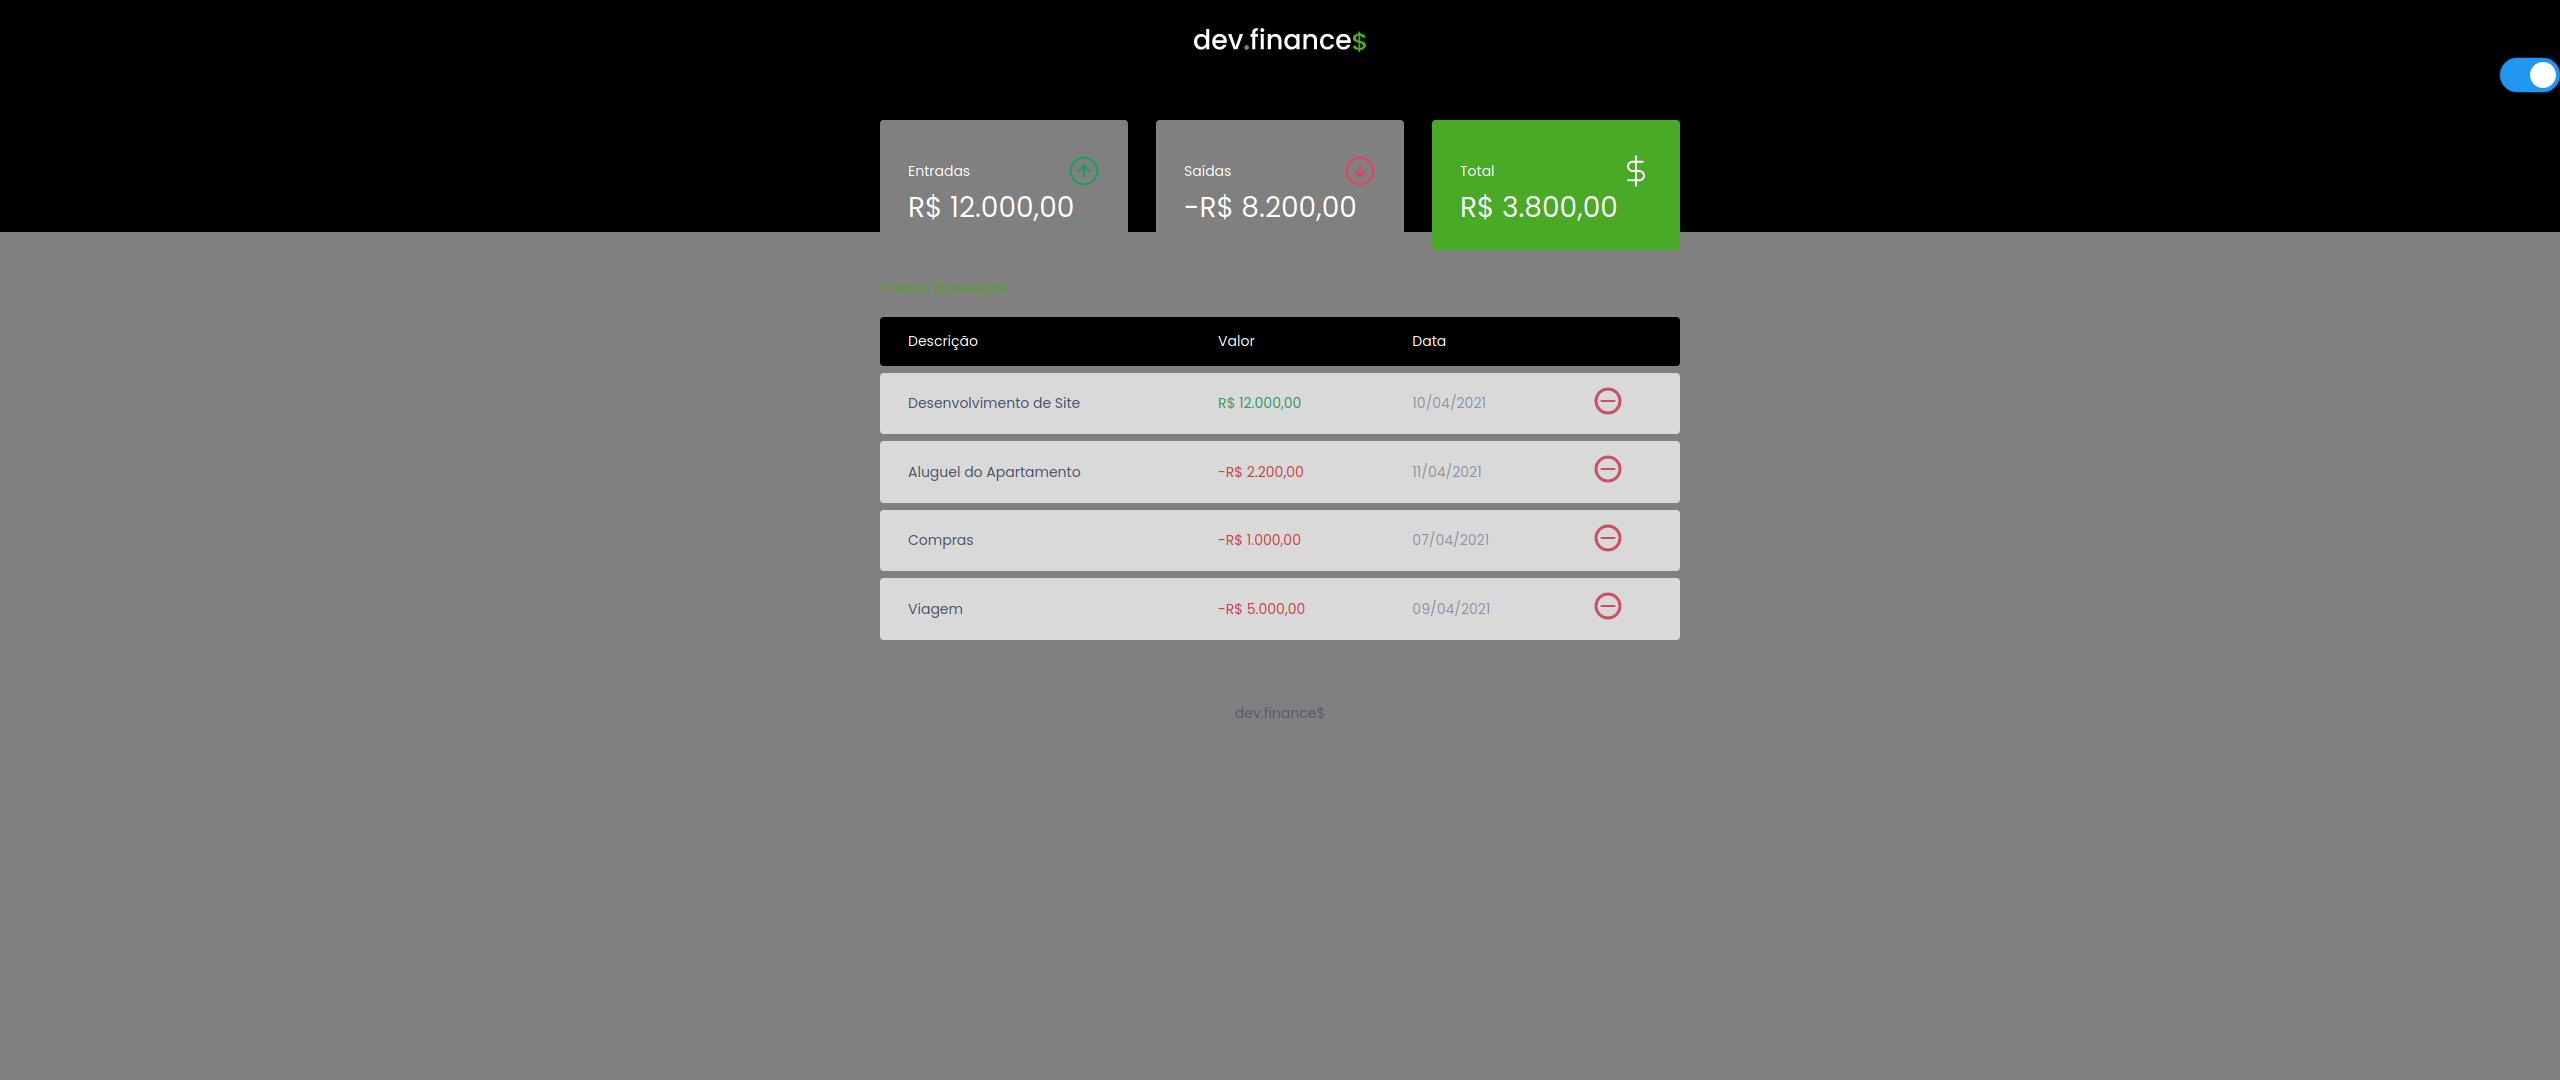 dev.finance$
Entradas
R$ 12.000,00
Saídas
-R$ 8.200,00
Total
$
R$ 3.800,00
+ Nova Transação
Descrição Valor Data
Desenvolvimento de Site R$ 12.000,00 10/04/2021
Aluguel do Apartamento -R$ 2.200,00 11/04/2021
Compras -R$ 1.000,00 07/04/2021
Viagem -R$ 5.000,00 09/04/2021
dev.finance$